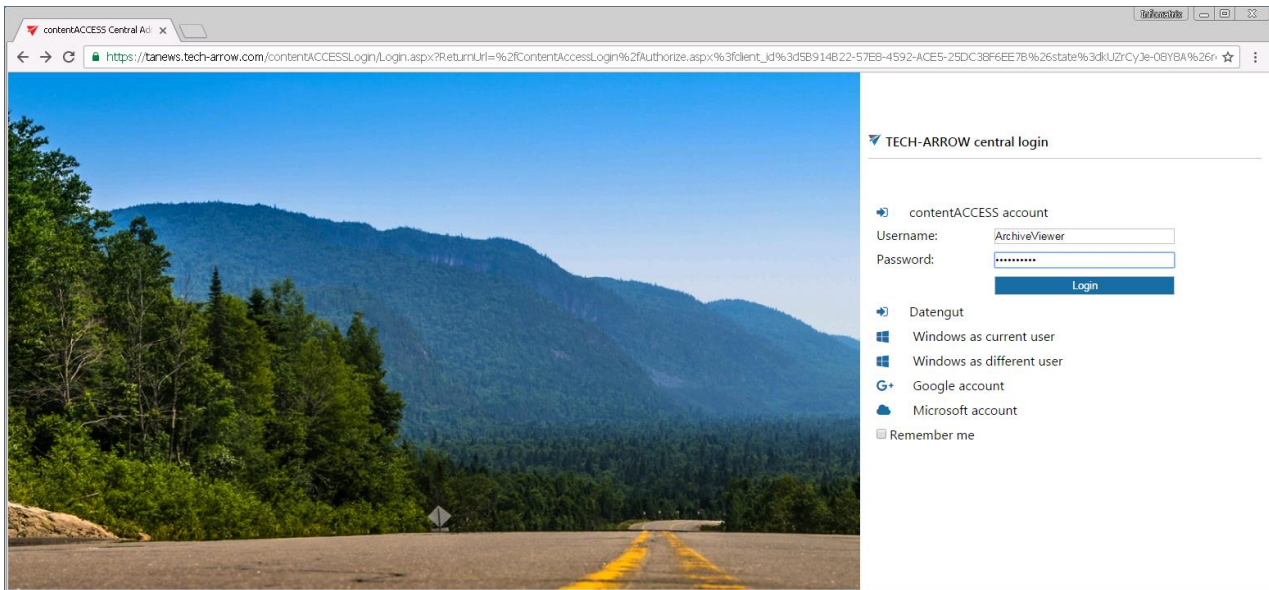 contentACCESS Central Ad
https://tanews.tech-arrow.com/contentACCESSLogin/Login.aspx?ReturnUrl=%2fContentAccessLogin%2fAuthorize.aspx%3fclient_id%3d5B914B22-57E8-4592-ACE5-25DC38F6EE7B%26state%3dkUZrCyJe-0BY8A%26r
TECH-ARROW central login
contentACCESS account
Username: ArchiveViewer
Password: ••••••••••
Login
Datengut
Windows as current user
Windows as different user
G+ Google account
Microsoft account
Remember me